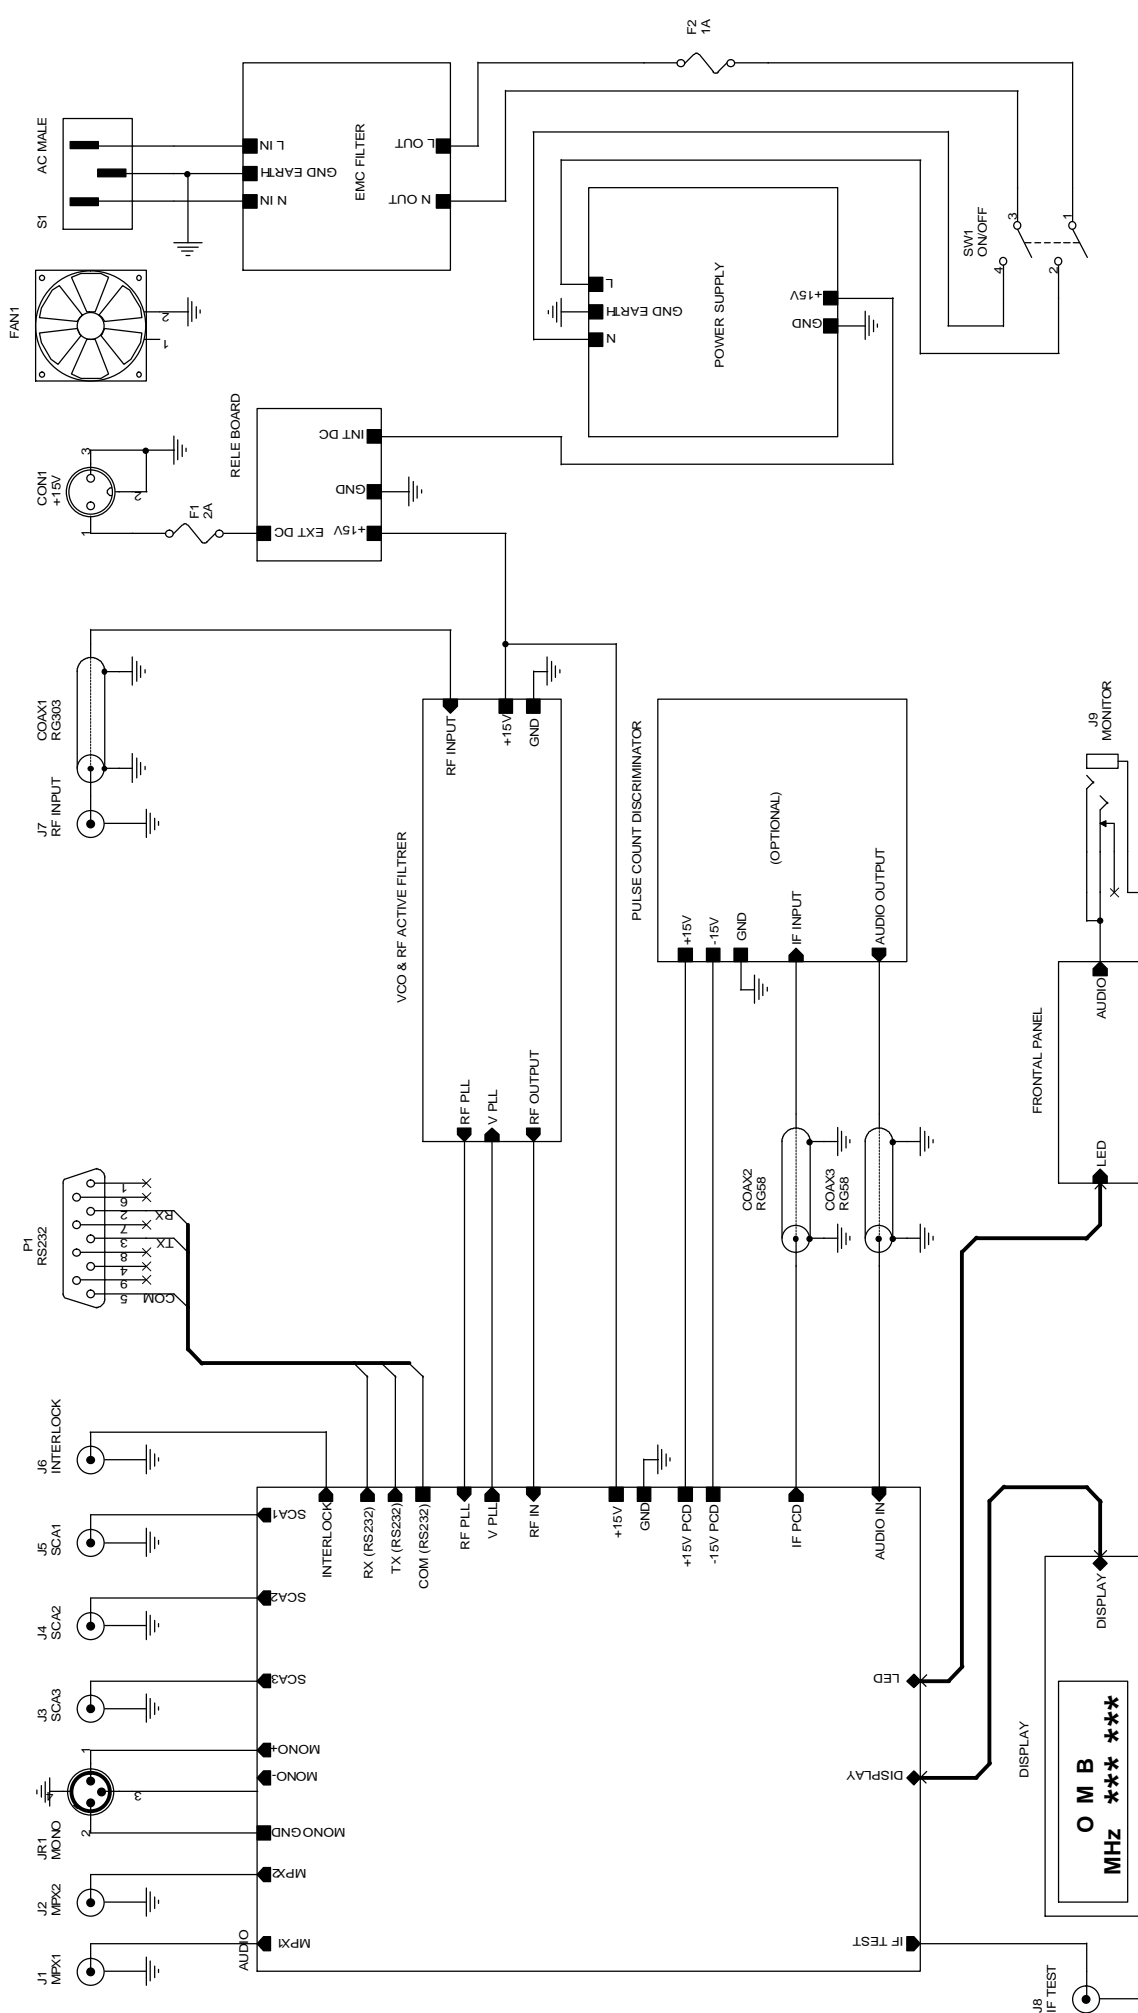 J1
MPX1
J2
MPX2
JR1
MONO
1
2
3
4
J3
SCA3
J4
SCA2
J5
SCA1
J6
INTERLOCK
P1
RS232
5
9
4
8
3
7
2
6
1
COM
TX
RX
J7
RF INPUT
COAX1
RG303
CON1
+15V
1
2
3
F1
2A
FAN1
1
2
S1
AC MALE
AUDIO
MPX1
MPX2
MONO GND
MONO-
MONO+
SCA3
SCA2
SCA1
INTERLOCK
RX (RS232)
TX (RS232)
COM (RS232)
RF PLL
V PLL
RF IN
+15V
GND
+15V PCD
-15V PCD
IF PCD
AUDIO IN
LED
DISPLAY
IF TEST
VCO & RF ACTIVE FILTRER
RF PLL
V PLL
RF OUTPUT
RF INPUT
+15V
GND
RELE BOARD
EXT DC
+15V
GND
INT DC
EMC FILTER
N IN
GND EARTH
L IN
N OUT
L OUT
POWER SUPPLY
N
GND EARTH
L
GND
+15V
F2
1A
SW1
ON/OFF
4
3
2
1
PULSE COUNT DISCRIMINATOR
(OPTIONAL)
+15V
-15V
GND
IF INPUT
AUDIO OUTPUT
COAX2
RG58
COAX3
RG58
FRONTAL PANEL
LED
AUDIO
J9
MONITOR
DISPLAY
DISPLAY
O M B
MHz *** ***
J8
IF TEST